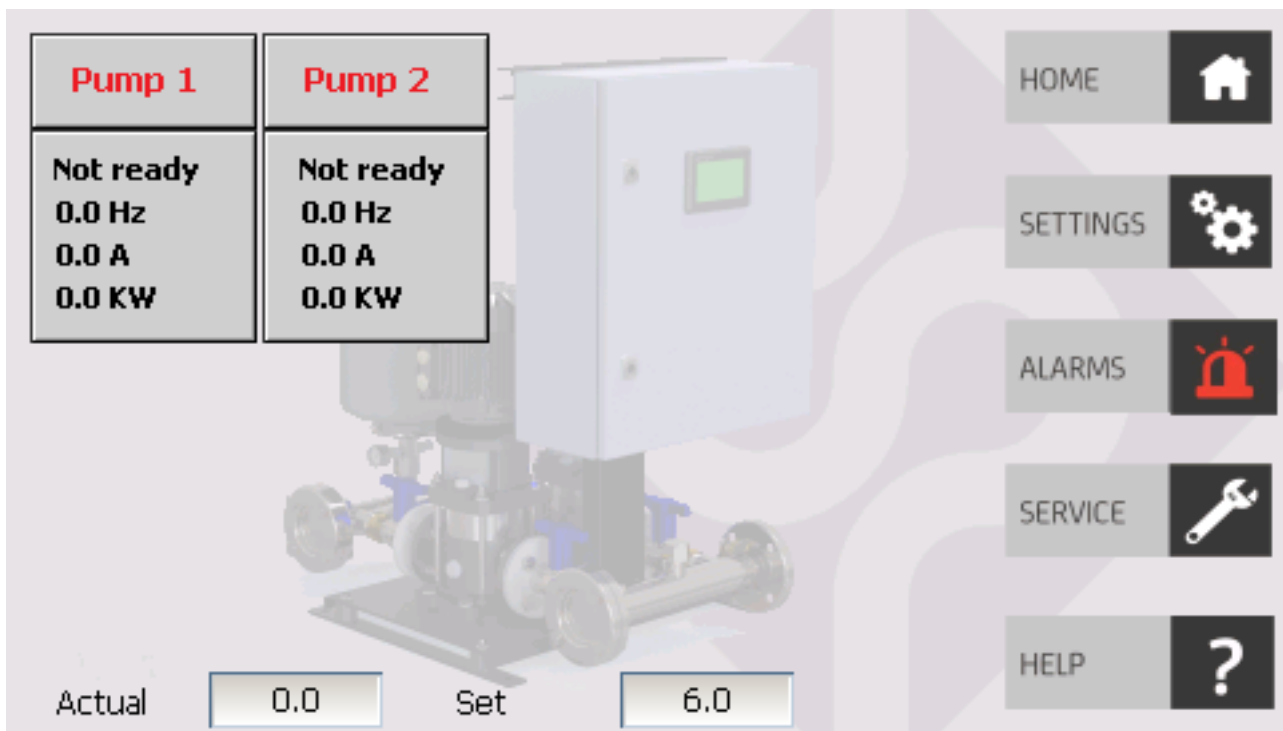 Pump 1
Pump 2
Not ready
0.0 Hz
0.0 A
0.0 KW
Not ready
0.0 Hz
0.0 A
0.0 KW
HOME
SETTINGS
ALARMS
SERVICE
HELP
?
Actual 0.0 Set 6.0